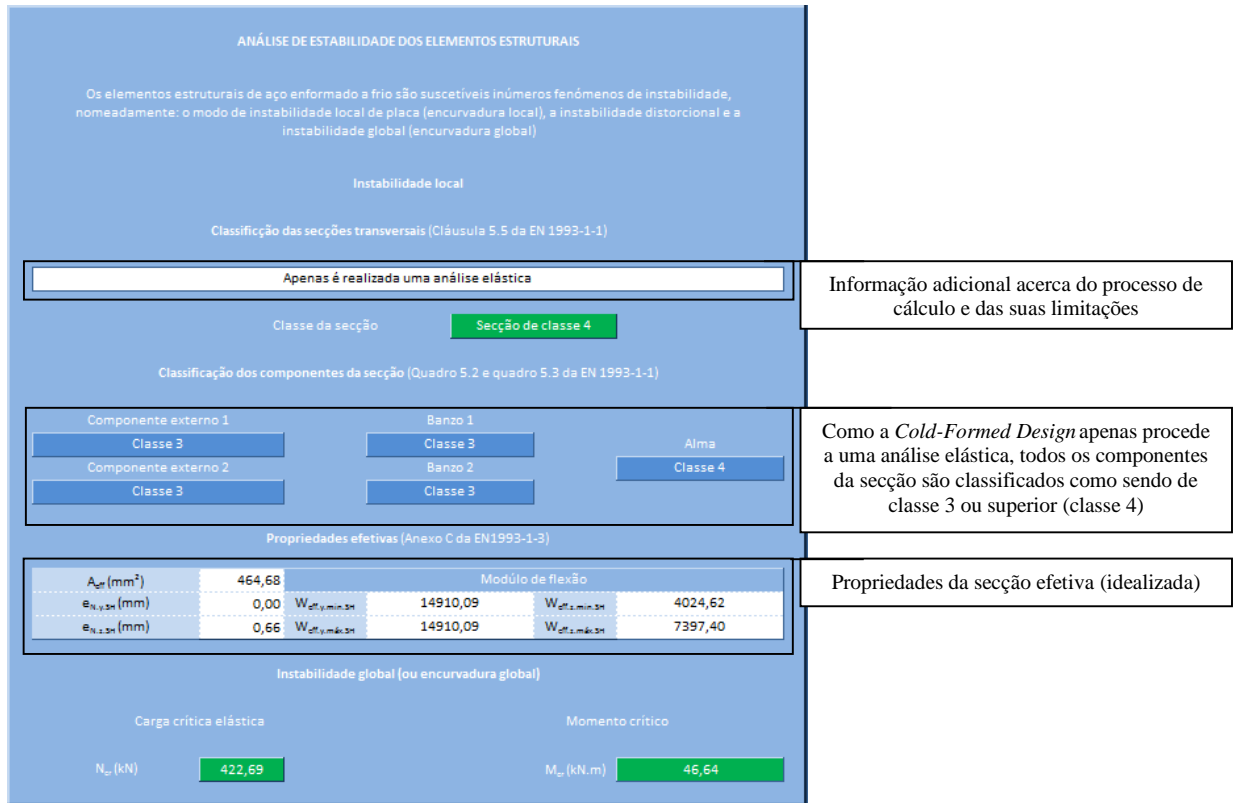 ANÁLISE DE ESTABILIDADE DOS ELEMENTOS ESTRUTURAIS
Os elementos estruturais de aço enformado a frio são suscetíveis inúmeros fenómenos de instabilidade,
nomeadamente: o modo de instabilidade local de placa (encurvadura local), a instabilidade distorcional e a
instabilidade global (encurvadura global)
Instabilidade local
Classificção das secções transversais (Cláusula 5.5 da EN 1993-1-1)
Apenas é realizada uma análise elástica
Informação adicional acerca do processo de
cálculo e das suas limitações
Classe da secção Secção de classe 4
Classificação dos componentes da secção (Quadro 5.2 e quadro 5.3 da EN 1993-1-1)
Componente externo 1 Banzo 1
Classe 3 Classe 3 Alma
Componente externo 2 Banzo 2 Classe 4
Classe 3 Classe 3
Como a Cold-Formed Design apenas procede
a uma análise elástica, todos os componentes
da secção são classificados como sendo de
classe 3 ou superior (classe 4)
Propriedades efetivas (Anexo C da EN1993-1-3)
Aeff (mm²) 464,68 Modúlo de flexão
eN.y.SH (mm) 0,00 Weff.y.min.SH 14910,09 Weff.z.min.SH 4024,62
eN.z.SH (mm) 0,66 Weff.y.máx.SH 14910,09 Weff.z.máx.SH 7397,40
Propriedades da secção efetiva (idealizada)
Instabilidade global (ou encurvadura global)
Carga crítica elástica Momento crítico
Ncr (kN) 422,69 Mcr (kN.m) 46,64